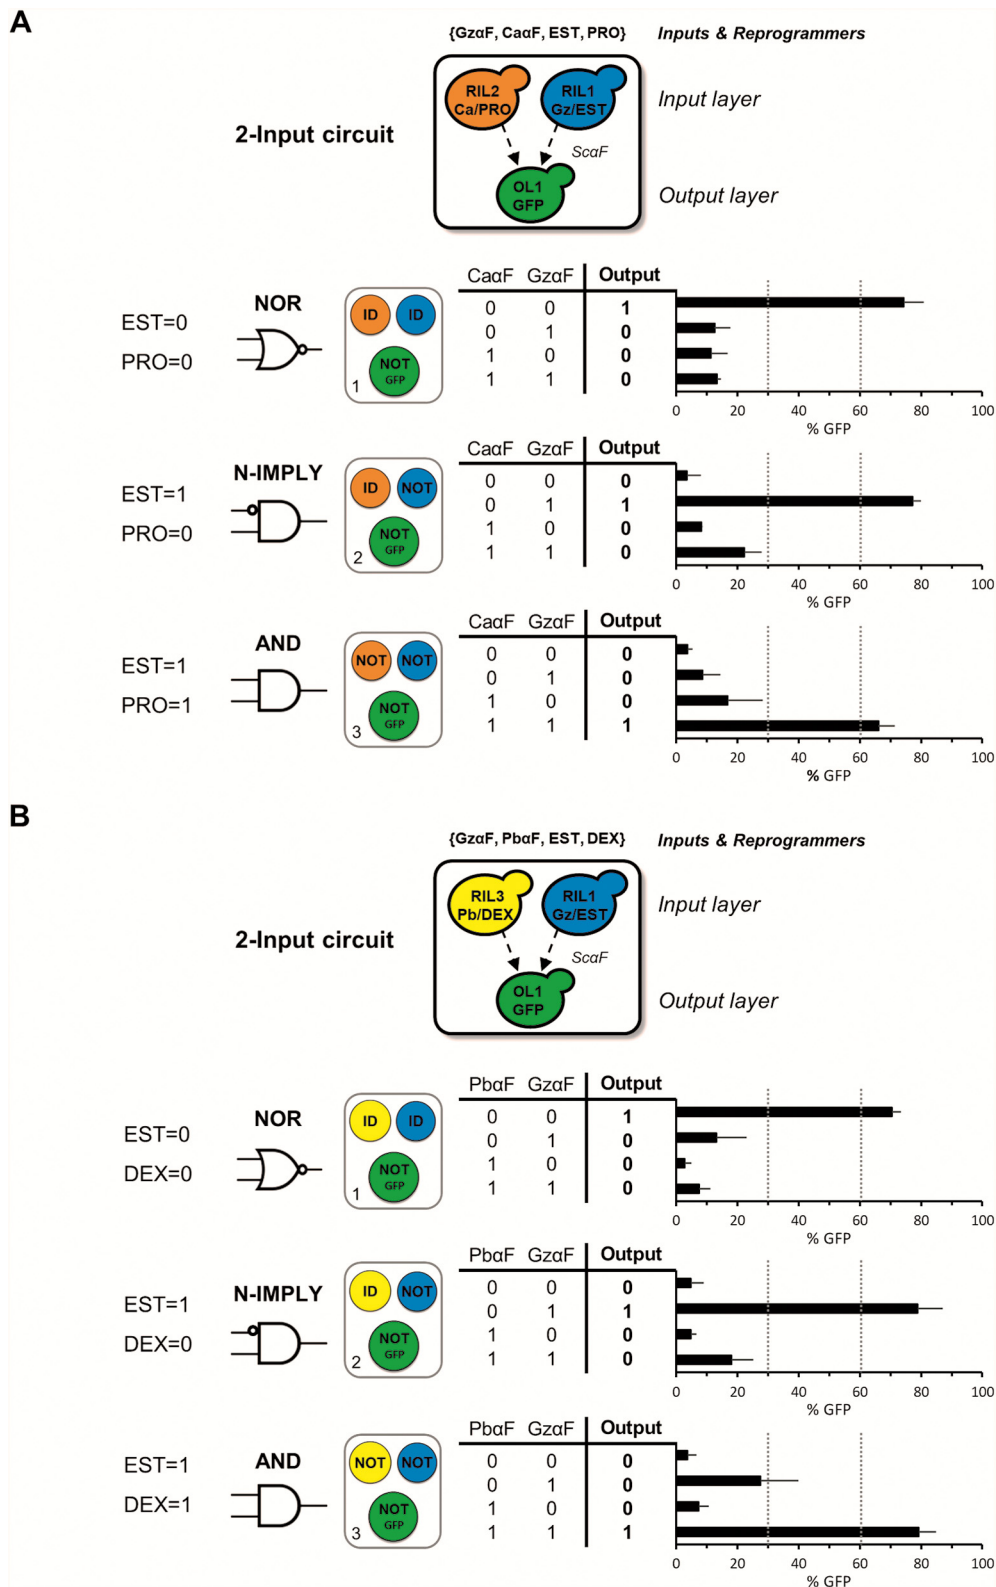 A
{GzαF, CaαF, EST, PRO} Inputs & Reprogrammers
RIL2 Ca/PRO
RIL1 Gz/EST
Input layer
2-Input circuit
ScαF
OL1 GFP
Output layer
EST=0
PRO=0
NOR
ID ID
NOT GFP
1
CaαF GzαF Output
0 0 1
0 1 0
1 0 0
1 1 0
0 20 40 60 80 100
% GFP
EST=1
PRO=0
N-IMPLY
ID NOT
NOT GFP
2
CaαF GzαF Output
0 0 0
0 1 1
1 0 0
1 1 0
0 20 40 60 80 100
% GFP
EST=1
PRO=1
AND
NOT NOT
NOT GFP
3
CaαF GzαF Output
0 0 0
0 1 0
1 0 0
1 1 1
0 20 40 60 80 100
% GFP
B
{GzαF, PbαF, EST, DEX} Inputs & Reprogrammers
RIL3 Pb/DEX
RIL1 Gz/EST
Input layer
2-Input circuit
ScαF
OL1 GFP
Output layer
EST=0
DEX=0
NOR
ID ID
NOT GFP
1
PbαF GzαF Output
0 0 1
0 1 0
1 0 0
1 1 0
0 20 40 60 80 100
% GFP
EST=1
DEX=0
N-IMPLY
ID NOT
NOT GFP
2
PbαF GzαF Output
0 0 0
0 1 1
1 0 0
1 1 0
0 20 40 60 80 100
% GFP
EST=1
DEX=1
AND
NOT NOT
NOT GFP
3
PbαF GzαF Output
0 0 0
0 1 0
1 0 0
1 1 1
0 20 40 60 80 100
% GFP